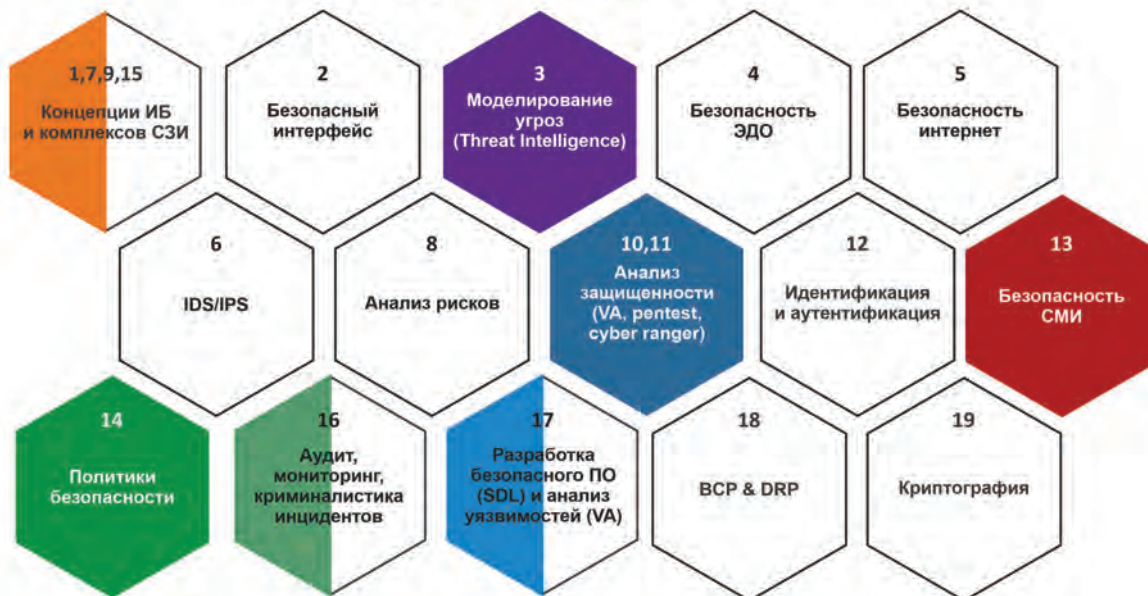 1,7,9,15
Концепции ИБ
и комплексов СЗИ
2
Безопасный
интерфейс
3
Моделирование
угроз
(Threat Intelligence)
4
Безопасность
ЭДО
5
Безопасность
интернет
6
IDS/IPS
8
Анализ рисков
10,11
Анализ
защищенности
(VA, pentest,
cyber ranger)
12
Идентификация
и аутентификация
13
Безопасность
СМИ
14
Политики
безопасности
16
Аудит,
мониторинг,
криминалистика
инцидентов
17
Разработка
безопасного ПО
(SDL) и анализ
уязвимостей (VA)
18
BCP & DRP
19
Криптография